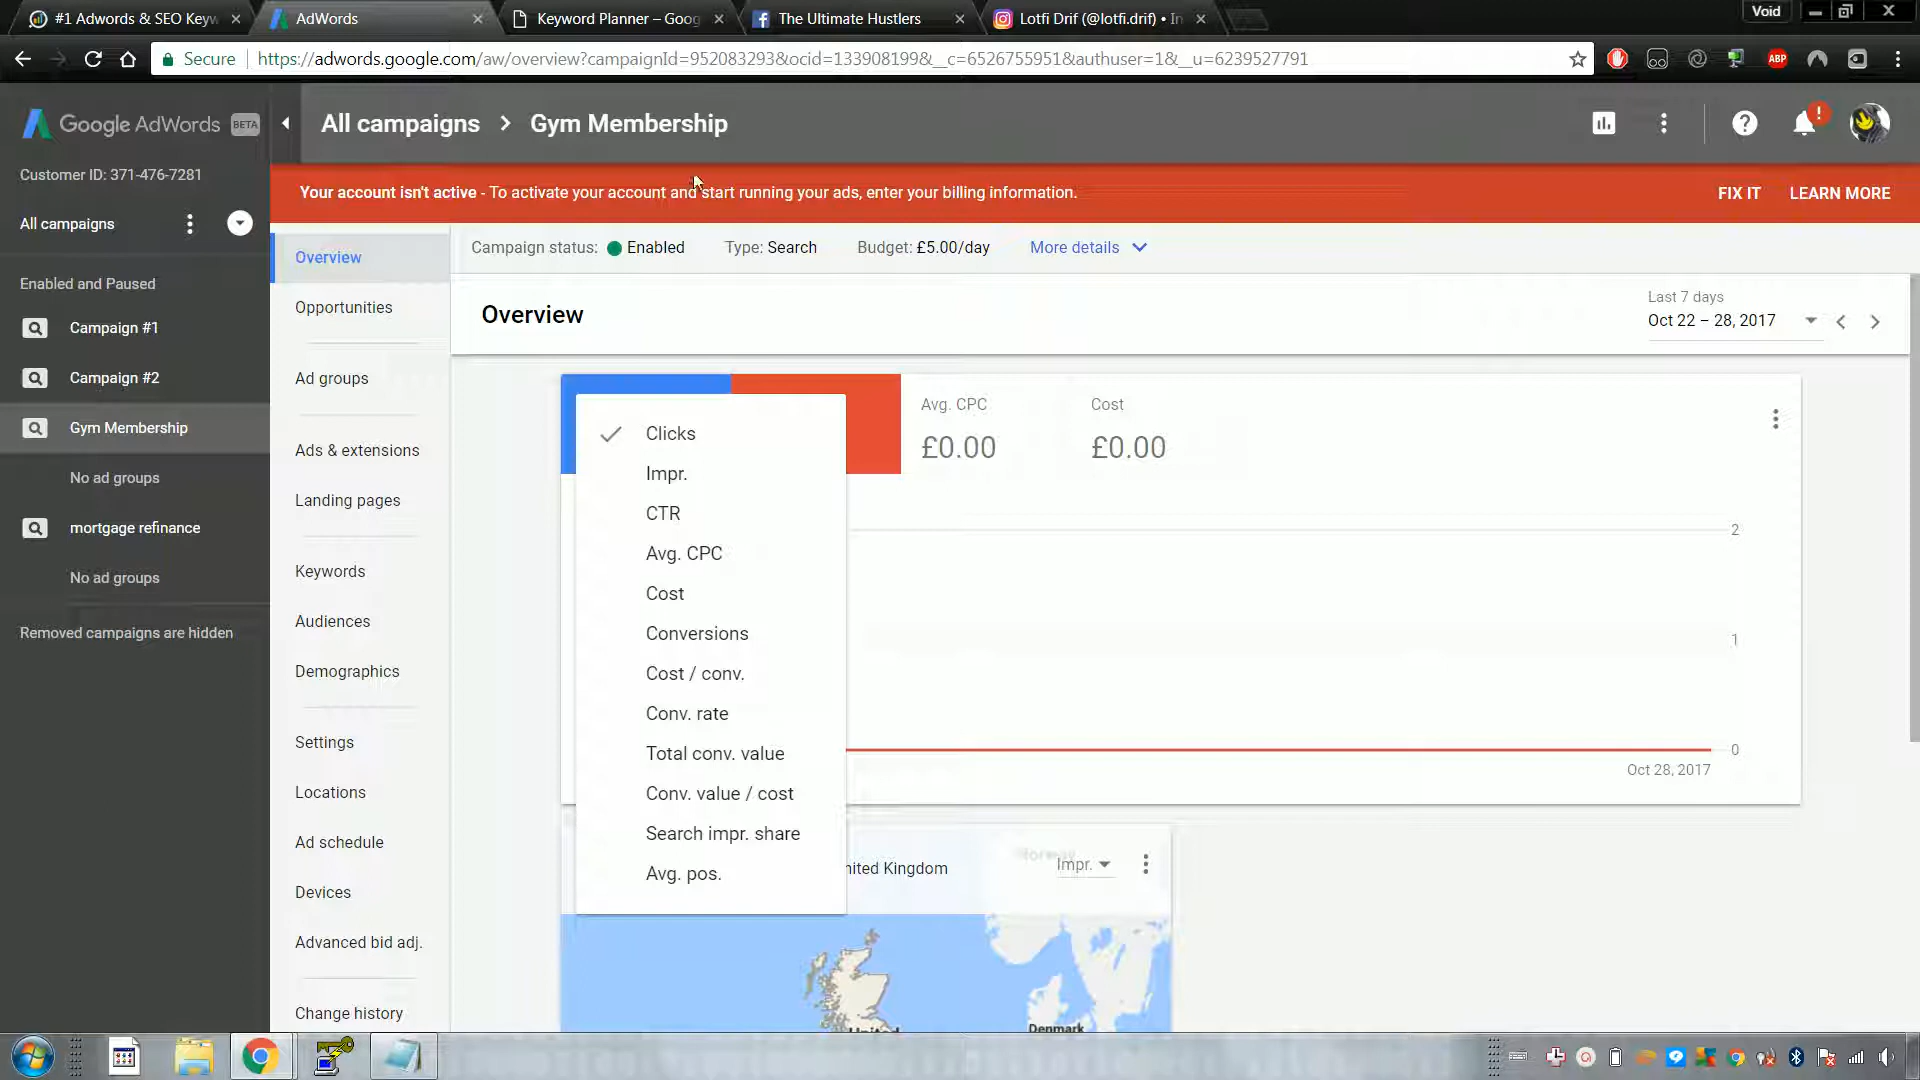 #1 Adwords & SEO Keyw
AdWords
Keyword Planner – Goog
The Ultimate Hustlers
Lotfi Drif (@lotfi.drif) • In
Void
Secure
https://adwords.google.com/aw/overview?campaignId=952083293&ocid=133908199&__c=6526755951&authuser=1&__u=6239527791
ABP
Google AdWords BETA
All campaigns > Gym Membership
Customer ID: 371-476-7281
Your account isn't active - To activate your account and start running your ads, enter your billing information.
FIX IT
LEARN MORE
All campaigns
Enabled and Paused
Campaign #1
Campaign #2
Gym Membership
No ad groups
mortgage refinance
No ad groups
Removed campaigns are hidden
Overview
Opportunities
Ad groups
Ads & extensions
Landing pages
Keywords
Audiences
Demographics
Settings
Locations
Ad schedule
Devices
Advanced bid adj.
Change history
Campaign status: Enabled
Type: Search
Budget: £5.00/day
More details
Overview
Last 7 days
Oct 22 – 28, 2017
Clicks
Impr.
CTR
Avg. CPC
Cost
Conversions
Cost / conv.
Conv. rate
Total conv. value
Conv. value / cost
Search impr. share
Avg. pos.
Avg. CPC
£0.00
Cost
£0.00
2
1
0
Oct 28, 2017
nited Kingdom
Norway
Impr.
United
Denmark